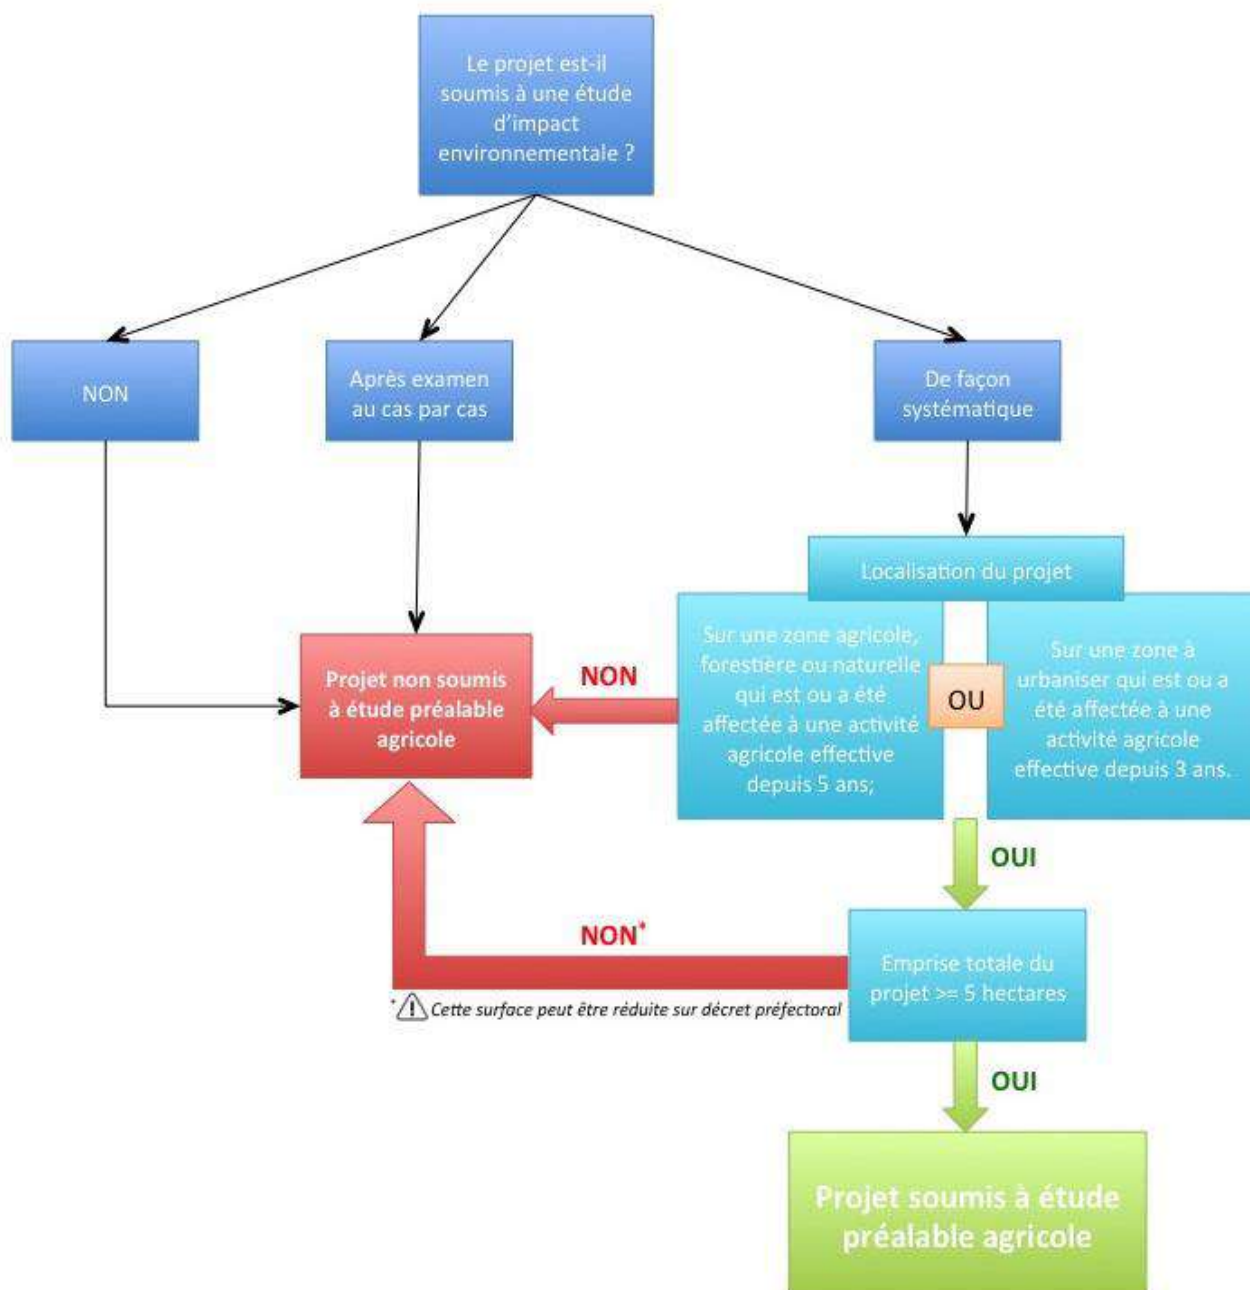 Le projet est-il
soumis à une étude
d’impact
environnementale ?
NON
Après examen
au cas par cas
De façon
systématique
Localisation du projet
Sur une zone agricole,
forestière ou naturelle
qui est ou a été
affectée à une activité
agricole effective
depuis 5 ans;
OU
Sur une zone à
urbaniser qui est ou a
été affectée à une
activité agricole
effective depuis 3 ans.
NON
Projet non soumis
à étude préalable
agricole
OUI
NON*
Emprise totale du
projet >= 5 hectares
* Cette surface peut être réduite sur décret préfectoral
OUI
Projet soumis à étude
préalable agricole